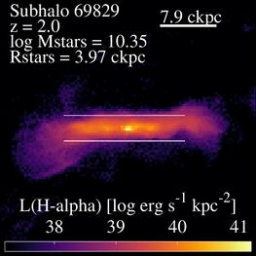 Subhalo 69829
z = 2.0
log Mstars = 10.35
Rstars = 3.97 ckpc
7.9 ckpc
L(H-alpha) [log erg s⁻¹ kpc⁻²]
38 39 40 41